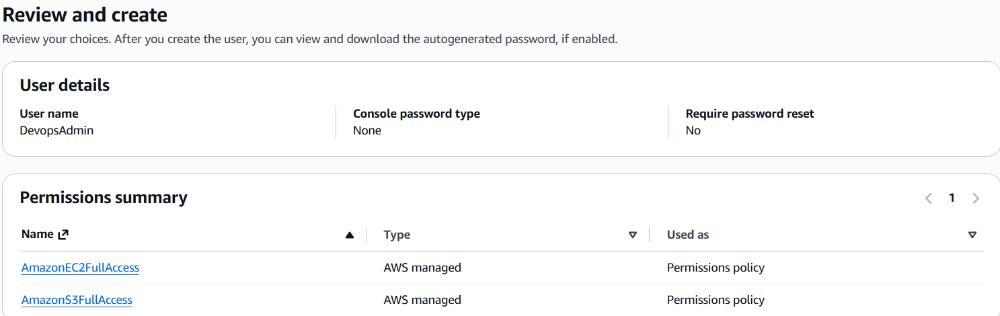 Review and create
Review your choices. After you create the user, you can view and download the autogenerated password, if enabled.
User details
User name Console password type Require password reset
DevopsAdmin None No
Permissions summary 1
Name Type Used as
AmazonEC2FullAccess AWS managed Permissions policy
AmazonS3FullAccess AWS managed Permissions policy